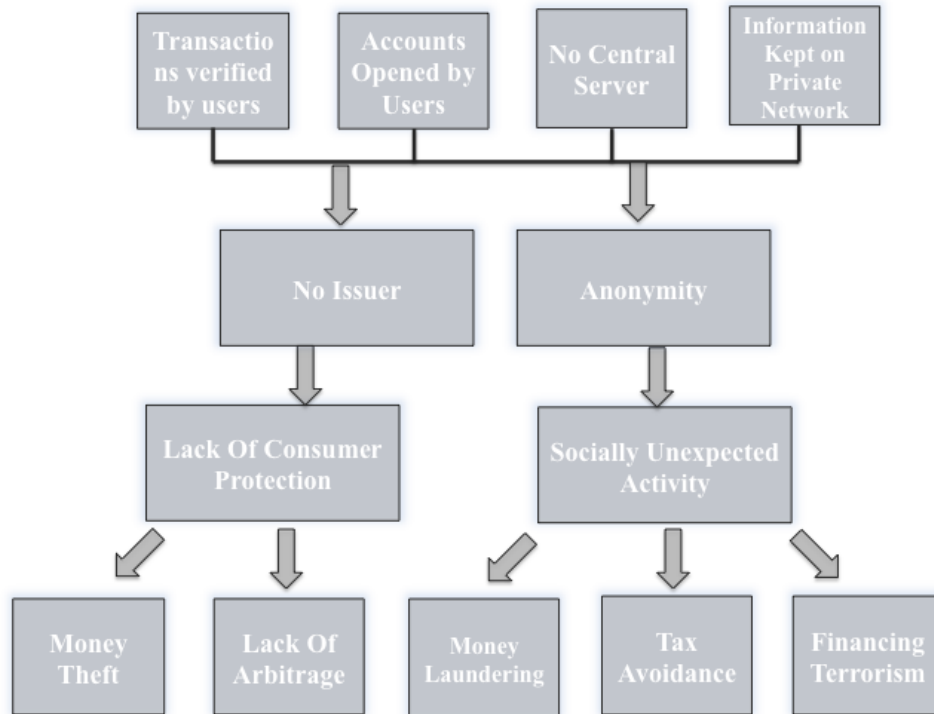 Transactio
ns verified
by users
Accounts
Opened by
Users
No Central
Server
Information
Kept on
Private
Network
No Issuer
Anonymity
Lack Of Consumer
Protection
Socially Unexpected
Activity
Money
Theft
Lack Of
Arbitrage
Money
Laundering
Tax
Avoidance
Financing
Terrorism